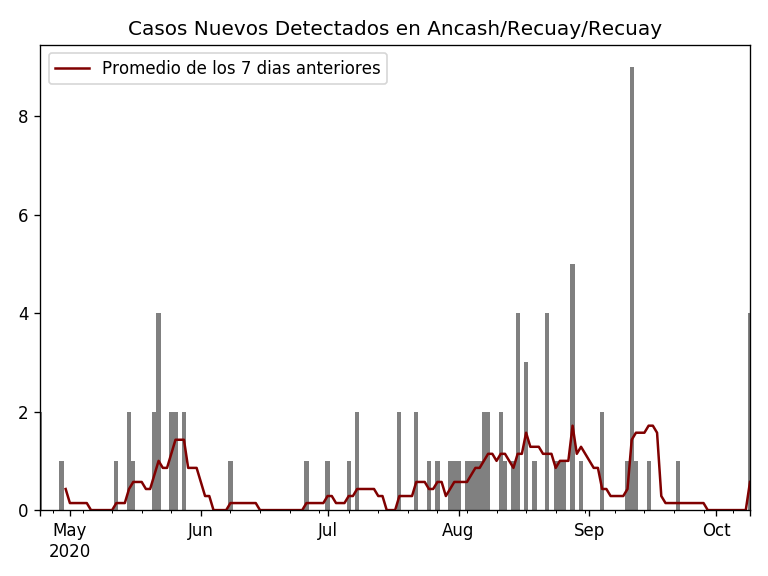 Casos Nuevos Detectados en Ancash/Recuay/Recuay
Promedio de los 7 dias anteriores
8
6
4
2
0
May Jun Jul Aug Sep Oct
2020